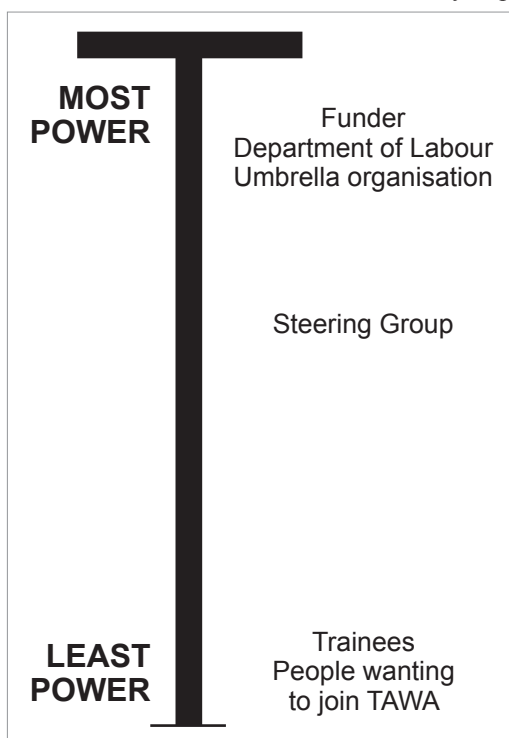 MOST
POWER
Funder
Department of Labour
Umbrella organisation
Steering Group
LEAST
POWER
Trainees
People wanting
to join TAWA